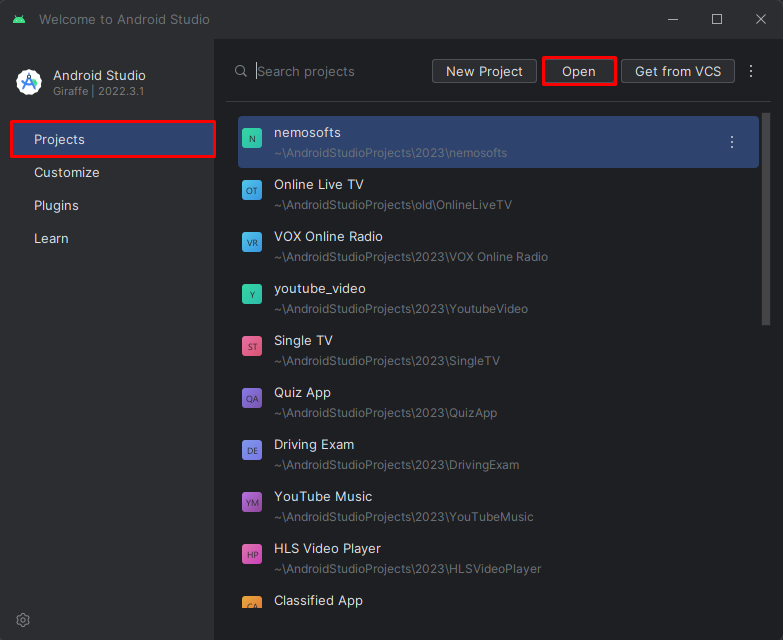 Welcome to Android Studio
Android Studio
Giraffe | 2022.3.1
Projects
Customize
Plugins
Learn
Search projects
New Project
Open
Get from VCS
N
nemosofts
~\AndroidStudioProjects\2023\nemosofts
OT
Online Live TV
~\AndroidStudioProjects\old\OnlineLiveTV
VR
VOX Online Radio
~\AndroidStudioProjects\2023\VOX Online Radio
Y
youtube_video
~\AndroidStudioProjects\2023\YoutubeVideo
ST
Single TV
~\AndroidStudioProjects\2023\SingleTV
QA
Quiz App
~\AndroidStudioProjects\2023\QuizApp
DE
Driving Exam
~\AndroidStudioProjects\2023\DrivingExam
YM
YouTube Music
~\AndroidStudioProjects\2023\YouTubeMusic
HP
HLS Video Player
~\AndroidStudioProjects\2023\HLSVideoPlayer
CA
Classified App